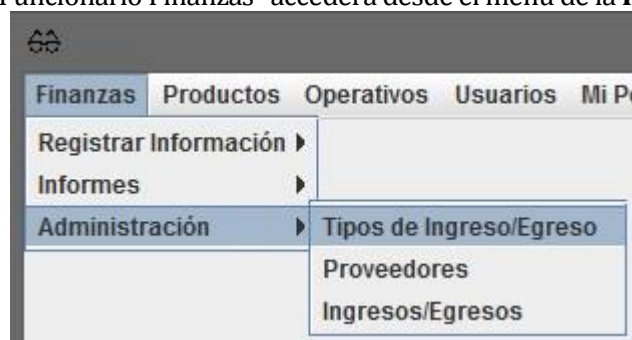 Funcionario Finanzas" accederá desde el menú de la
Finanzas Productos Operativos Usuarios Mi
Registrar Información
Informes
Administración Tipos de Ingreso/Egreso
Proveedores
Ingresos/Egresos